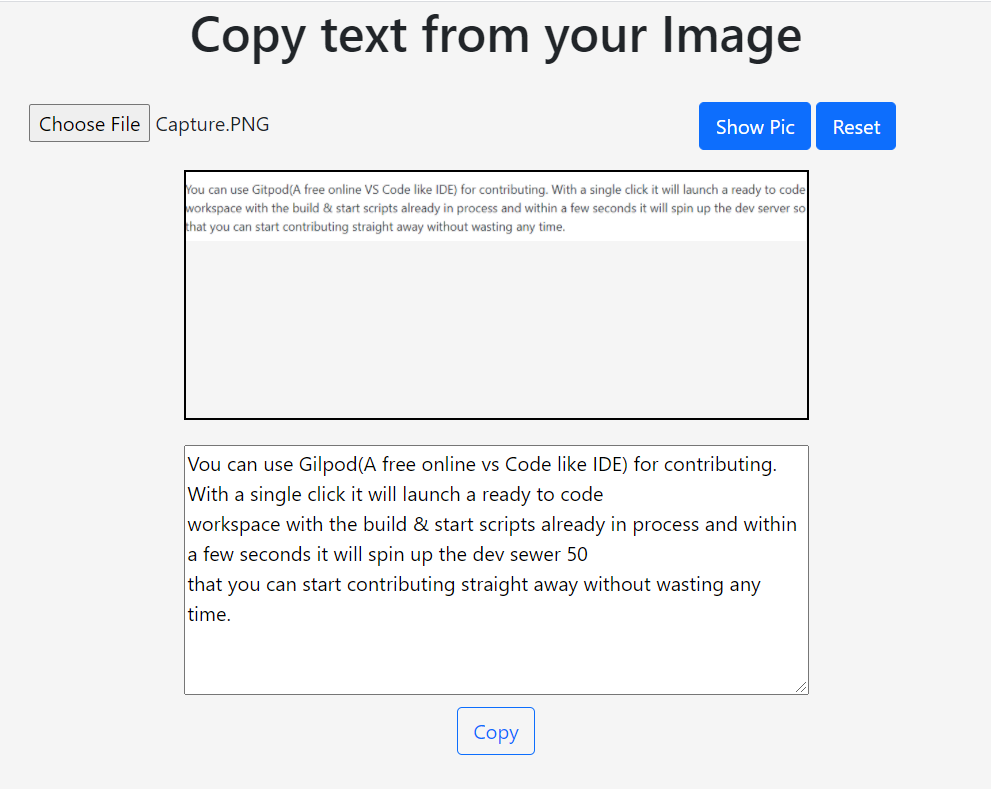 Copy text from your Image
Choose File Capture.PNG
Show Pic Reset
You can use Gitpod(A free online VS Code like IDE) for contributing. With a single click it will launch a ready to code
workspace with the build & start scripts already in process and within a few seconds it will spin up the dev server so
that you can start contributing straight away without wasting any time.
Vou can use Gilpod(A free online vs Code like IDE) for contributing.
With a single click it will launch a ready to code
workspace with the build & start scripts already in process and within
a few seconds it will spin up the dev sewer 50
that you can start contributing straight away without wasting any
time.
Copy